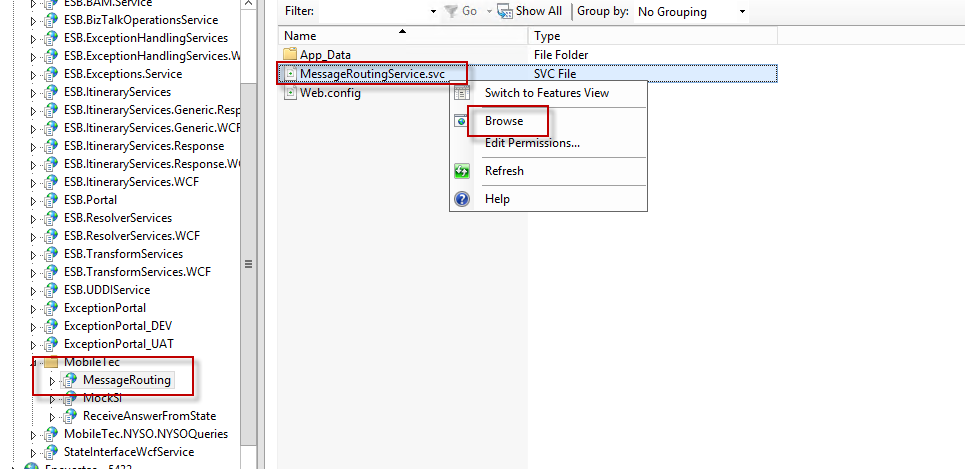 ESB.BAM.Service
ESB.BizTalkOperationsService
ESB.ExceptionHandlingServices
ESB.ExceptionHandlingServices.W
ESB.Exceptions.Service
ESB.ItineraryServices
ESB.ItineraryServices.Generic.Resp
ESB.ItineraryServices.Generic.WCF
ESB.ItineraryServices.Response
ESB.ItineraryServices.Response.WC
ESB.ItineraryServices.WCF
ESB.Portal
ESB.ResolverServices
ESB.ResolverServices.WCF
ESB.TransformServices
ESB.TransformServices.WCF
ESB.UDDIService
ExceptionPortal
ExceptionPortal_DEV
ExceptionPortal_UAT
MobileTec
MessageRouting
MockSI
ReceiveAnswerFromState
MobileTec.NYSO.NYSOQueries
StateInterfaceWcfService
Filter: Go Show All Group by: No Grouping
Name Type
App_Data File Folder
MessageRoutingService.svc SVC File
Web.config
Switch to Features View
Browse
Edit Permissions...
Refresh
Help